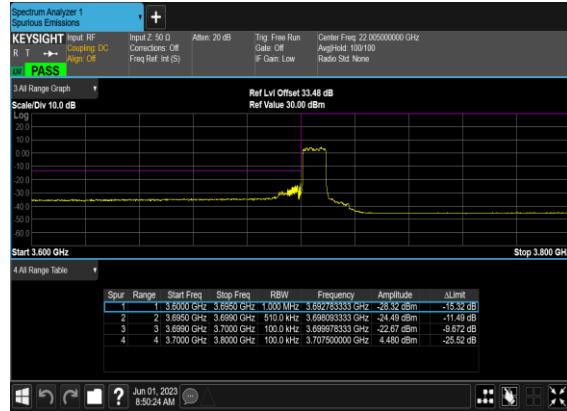 Spectrum Analyzer 1
Spurious Emissions
KEYSIGHT Input: RF Input Z: 50 Ω Atten: 20 dB Trig: Free Run Center Freq: 22.005000000 GHz
R T Coupling: DC Corrections: Off Gate: Off Avg|Hold: 100/100
Align: Off Freq Ref: Int (S) IF Gain: Low Radio Std: None
PASS
3 All Range Graph
Ref Lvl Offset 33.48 dB
Scale/Div 10.0 dB Ref Value 30.00 dBm
Log
20.0
10.0
0.00
-10.0
-20.0
-30.0
-40.0
-50.0
-60.0
Start 3.600 GHz Stop 3.800 GH
4 All Range Table
Spur Range Start Freq Stop Freq RBW Frequency Amplitude ΔLimit
1 1 3.6000 GHz 3.6950 GHz 1.000 MHz 3.692783333 GHz -28.32 dBm -15.32 dB
2 2 3.6950 GHz 3.6990 GHz 510.0 kHz 3.698093333 GHz -24.49 dBm -11.49 dB
3 3 3.6990 GHz 3.7000 GHz 100.0 kHz 3.699978333 GHz -22.67 dBm -9.672 dB
4 4 3.7000 GHz 3.8000 GHz 100.0 kHz 3.707500000 GHz 4.480 dBm -25.52 dB
Jun 01, 2023
8:50:24 AM